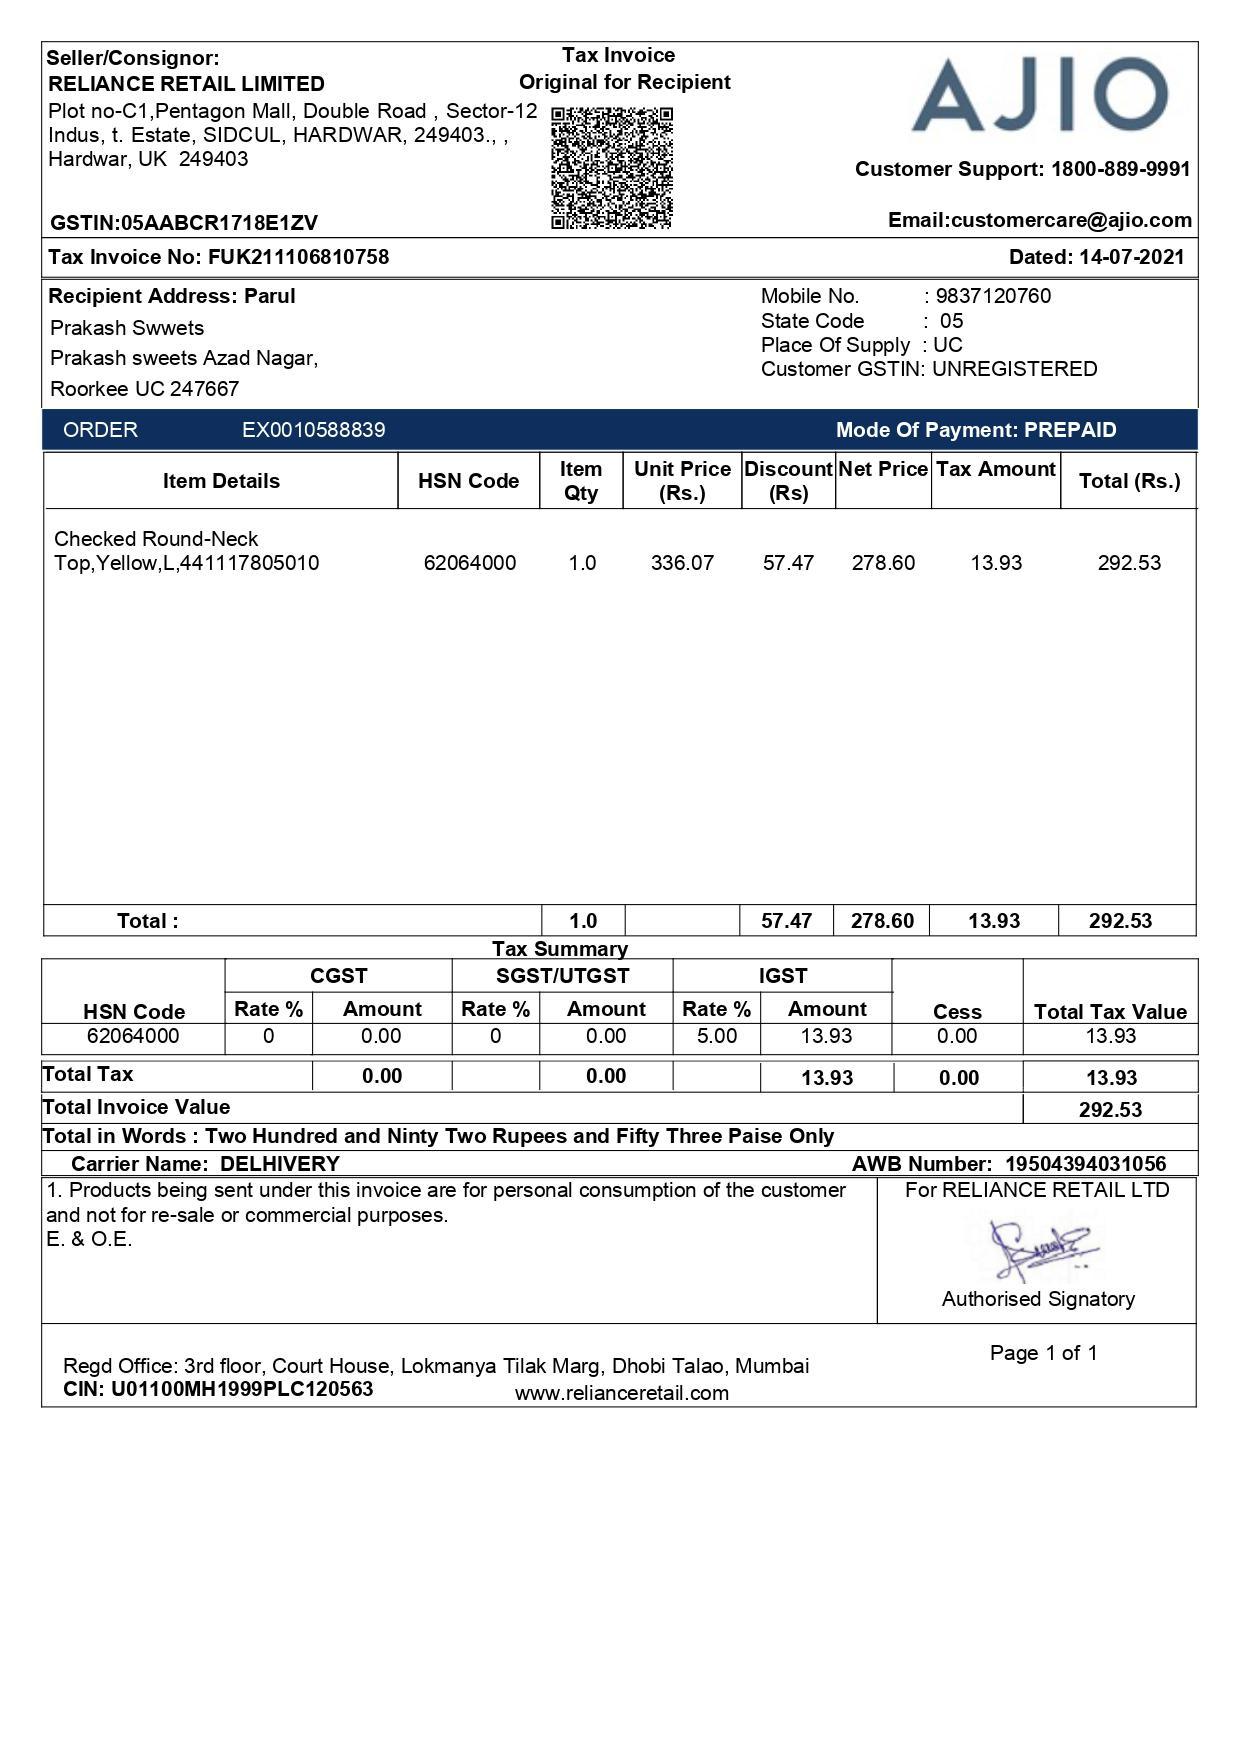 Seller/Consignor:
RELIANCE RETAIL LIMITED
Plot no-C1,Pentagon Mall, Double Road , Sector-12
Indus, t. Estate, SIDCUL, HARDWAR, 249403., ,
Hardwar, UK 249403
GSTIN:05AABCR1718E1ZV
Tax Invoice
Original for Recipient
AJIO
Customer Support: 1800-889-9991
Email:customercare@ajio.com
Tax Invoice No: FUK211106810758 Dated: 14-07-2021
Recipient Address: Parul
Prakash Swwets
Prakash sweets Azad Nagar,
Roorkee UC 247667
Mobile No. : 9837120760
State Code : 05
Place Of Supply : UC
Customer GSTIN: UNREGISTERED
ORDER EX0010588839 Mode Of Payment: PREPAID
Item Details HSN Code Item Qty Unit Price (Rs.) Discount (Rs) Net Price Tax Amount Total (Rs.)
Checked Round-Neck
Top,Yellow,L,441117805010 62064000 1.0 336.07 57.47 278.60 13.93 292.53
Total : 1.0 57.47 278.60 13.93 292.53
Tax Summary
CGST SGST/UTGST IGST
HSN Code Rate % Amount Rate % Amount Rate % Amount Cess Total Tax Value
62064000 0 0.00 0 0.00 5.00 13.93 0.00 13.93
Total Tax 0.00 0.00 13.93 0.00 13.93
Total Invoice Value 292.53
Total in Words : Two Hundred and Ninty Two Rupees and Fifty Three Paise Only
Carrier Name: DELHIVERY AWB Number: 19504394031056
1. Products being sent under this invoice are for personal consumption of the customer
and not for re-sale or commercial purposes.
E. & O.E.
For RELIANCE RETAIL LTD
Authorised Signatory
Page 1 of 1
Regd Office: 3rd floor, Court House, Lokmanya Tilak Marg, Dhobi Talao, Mumbai
CIN: U01100MH1999PLC120563
www.relianceretail.com